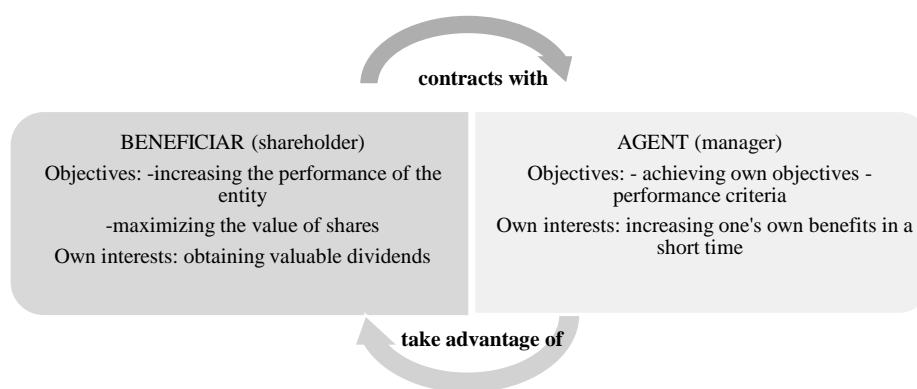 contracts with
BENEFICIAR (shareholder)
Objectives: -increasing the performance of the
entity
-maximizing the value of shares
Own interests: obtaining valuable dividends
AGENT (manager)
Objectives: - achieving own objectives -
performance criteria
Own interests: increasing one's own benefits in a
short time
take advantage of